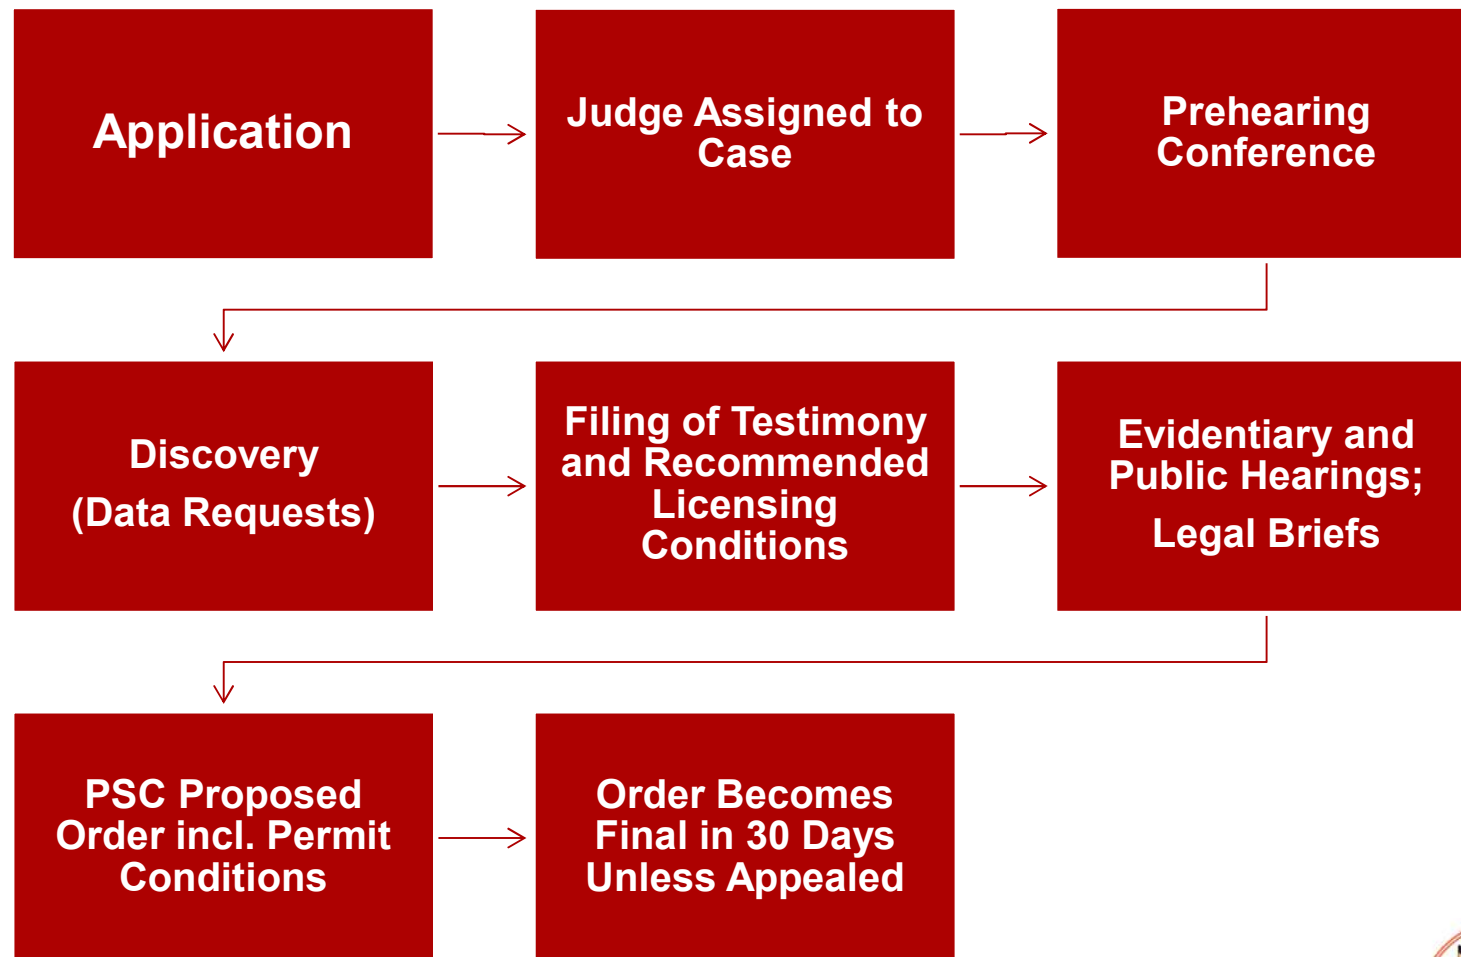 Application
Judge Assigned to
Case
Prehearing
Conference
Discovery
(Data Requests)
Filing of Testimony
and Recommended
Licensing
Conditions
Evidentiary and
Public Hearings;
Legal Briefs
PSC Proposed
Order incl. Permit
Conditions
Order Becomes
Final in 30 Days
Unless Appealed